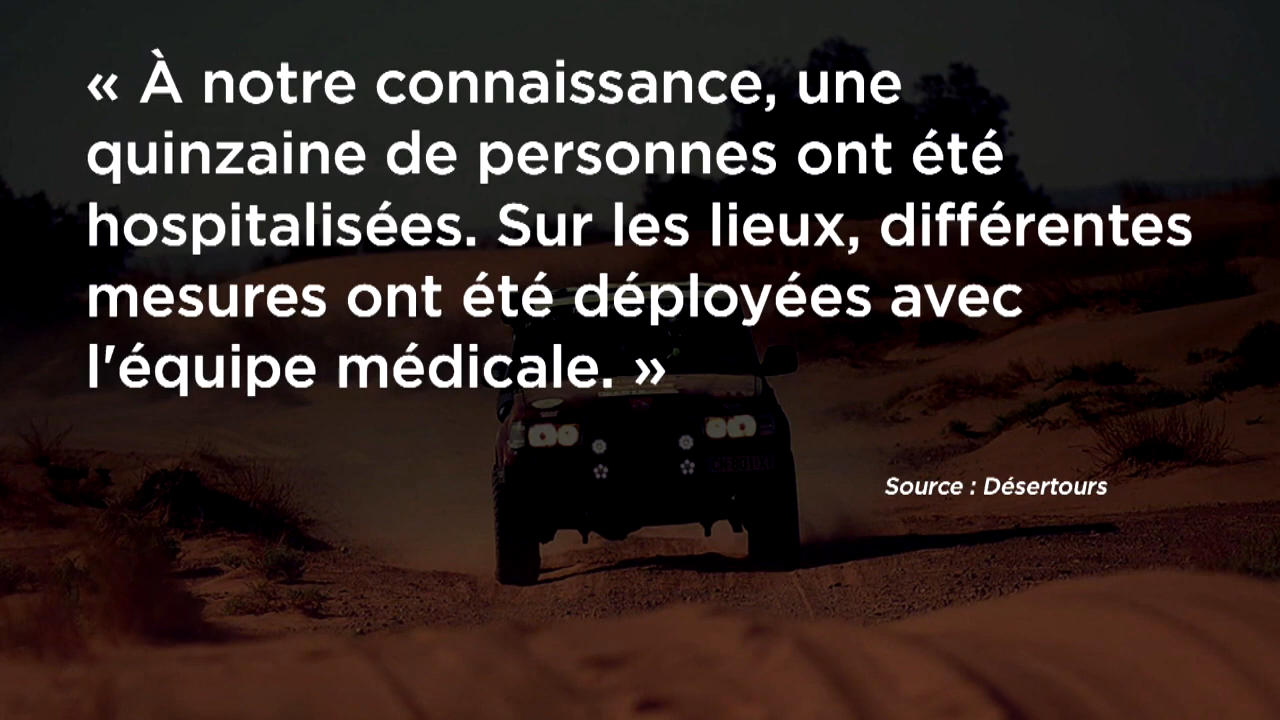 « À notre connaissance, une
quinzaine de personnes ont été
hospitalisées. Sur les lieux, différentes
mesures ont été déployées avec
l'équipe médicale. »
Source : Désertours